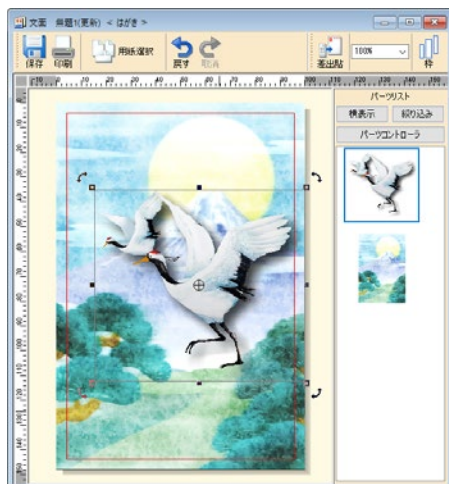 文面 無題1(更新) < はがき >
保存 印刷 用紙選択 戻す 取消 差出貼 100% 枠
パーツリスト
横表示 絞り込み
パーツコントローラ